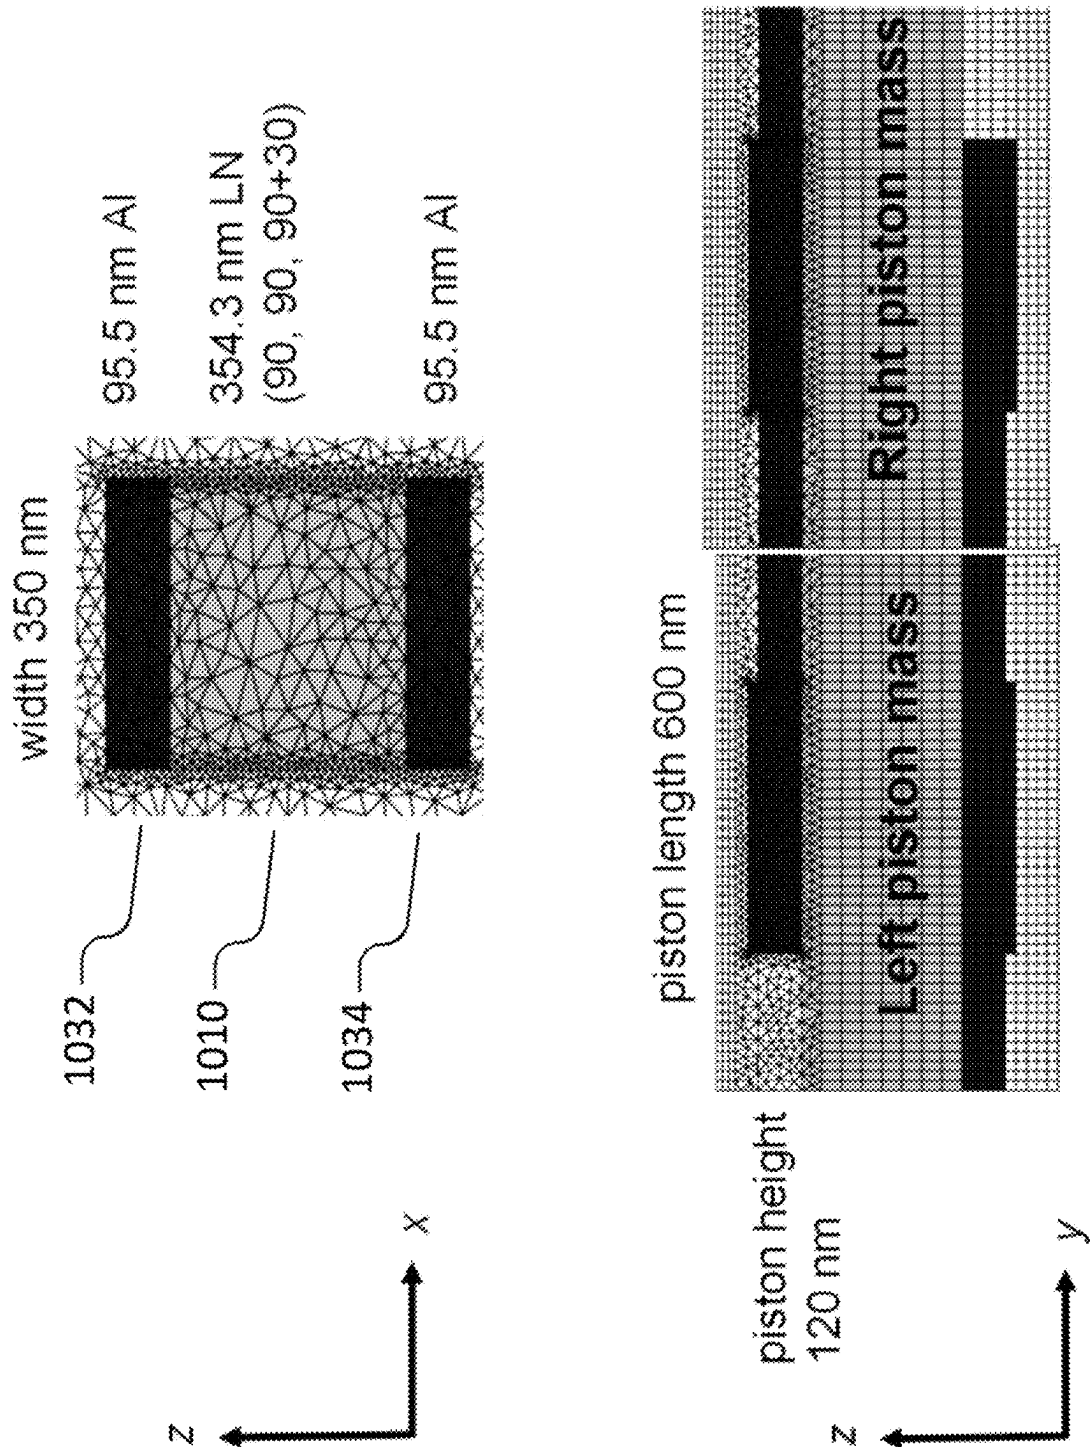 width 350 nm
1032
95.5 nm Al
1010
354.3 nm LN
(90, 90, 90+30)
1034
95.5 nm Al
z
x
piston length 600 nm
piston height
120 nm
Left piston mass
Right piston mass
z
y